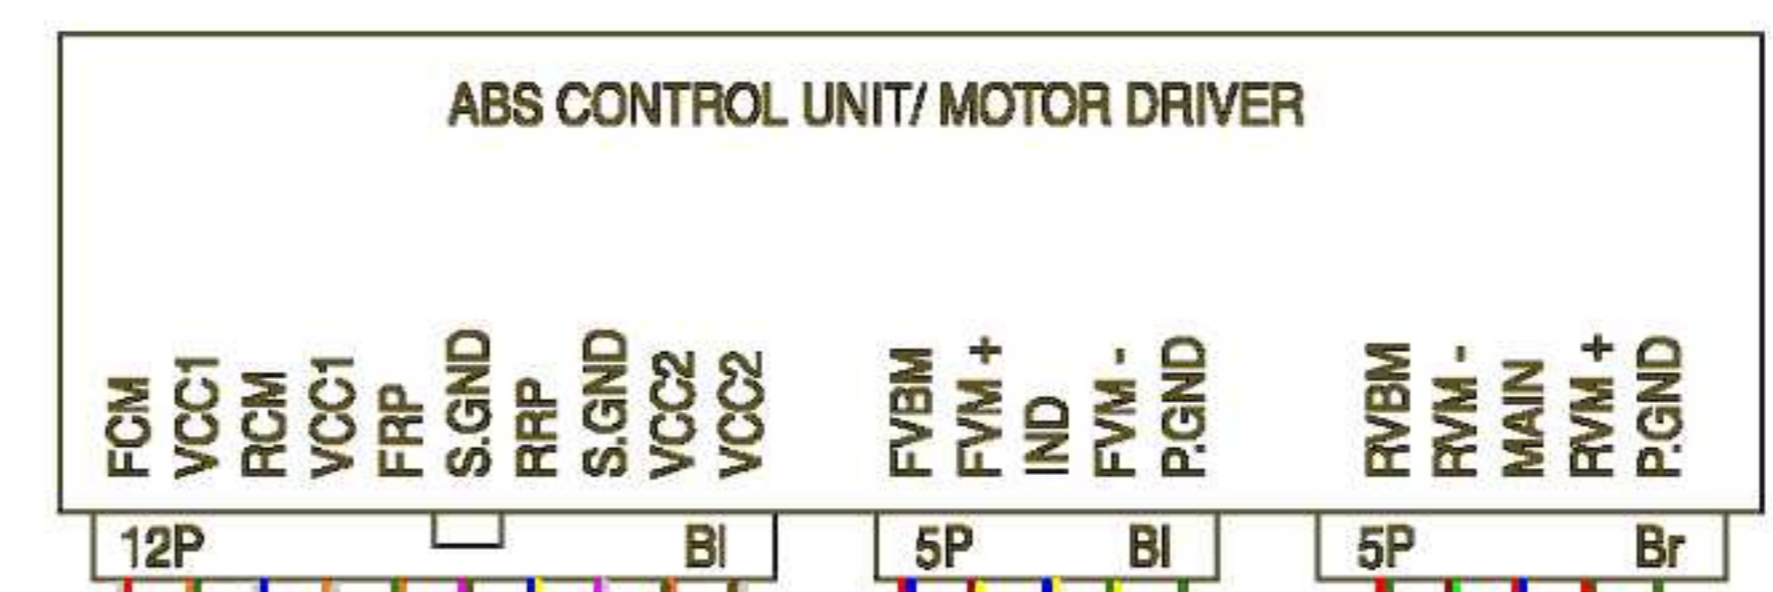 ABS CONTROL UNIT/ MOTOR DRIVER
FCM
VCC1
RCM
VCC1
FRP
S.GND
RRP
S.GND
VCC2
VCC2
FVBM
FVM +
IND
FVM -
P.GND
RVBM
RVM -
MAIN
RVM +
P.GND
12P Bl
5P Bl
5P Br